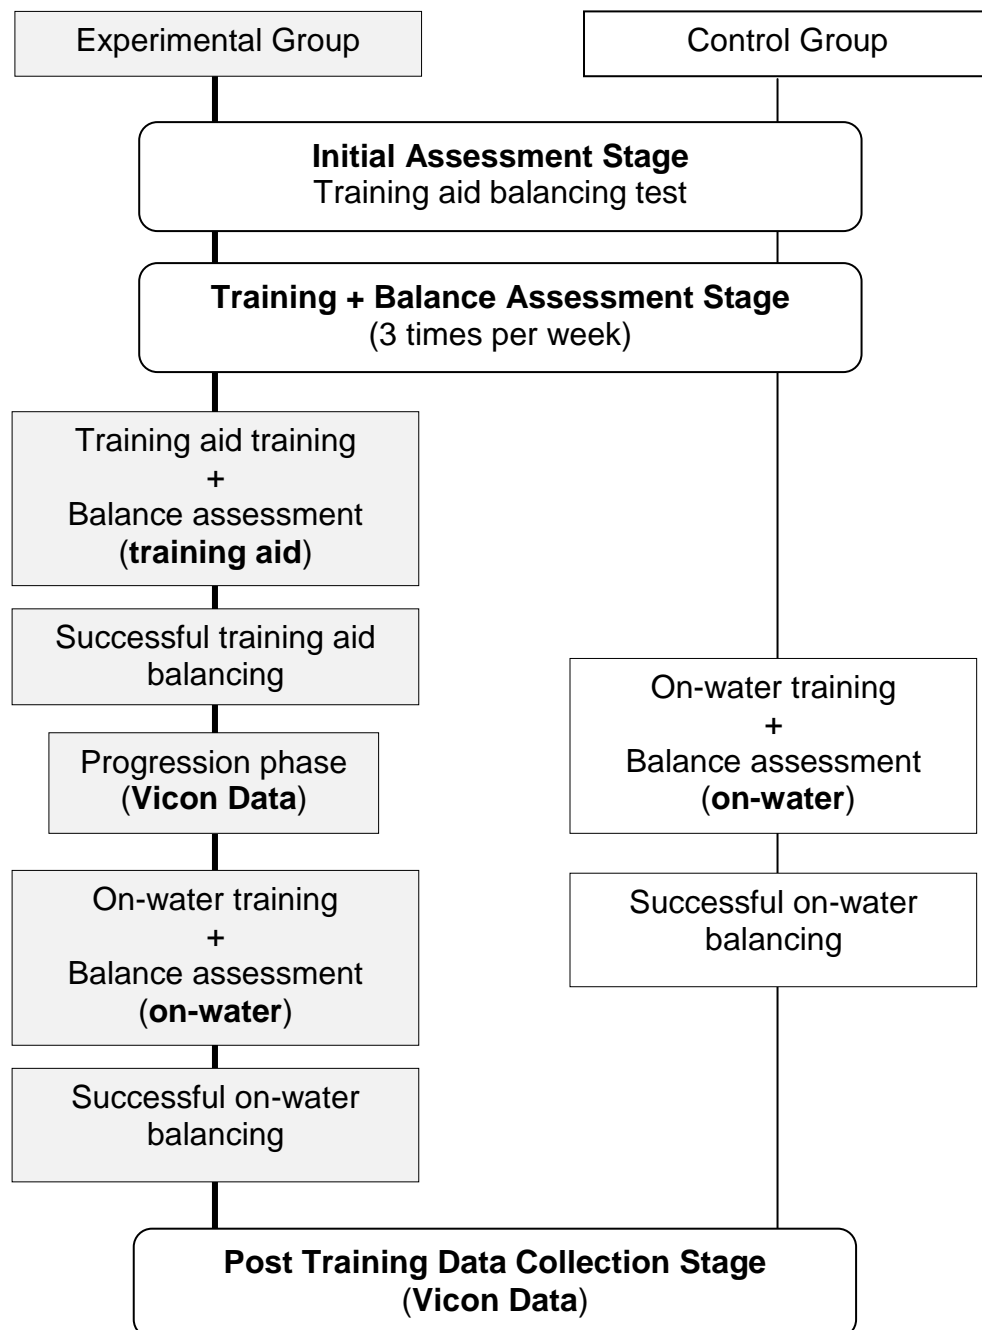 Experimental Group
Control Group
Initial Assessment Stage
Training aid balancing test
Training + Balance Assessment Stage
(3 times per week)
Training aid training
+
Balance assessment
(training aid)
Successful training aid
balancing
Progression phase
(Vicon Data)
On-water training
+
Balance assessment
(on-water)
Successful on-water
balancing
On-water training
+
Balance assessment
(on-water)
Successful on-water
balancing
Post Training Data Collection Stage
(Vicon Data)